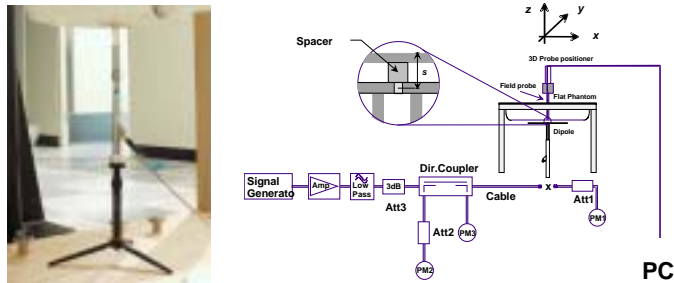 z
y
x
3D Probe positioner
Spacer
s
Field probe
Flat Phantom
Dipole
Signal
Generato
Amp
Low
Pass
3dB
Att3
Dir.Coupler
Cable
x
Att1
PM1
Att2
PM3
PM2
PC